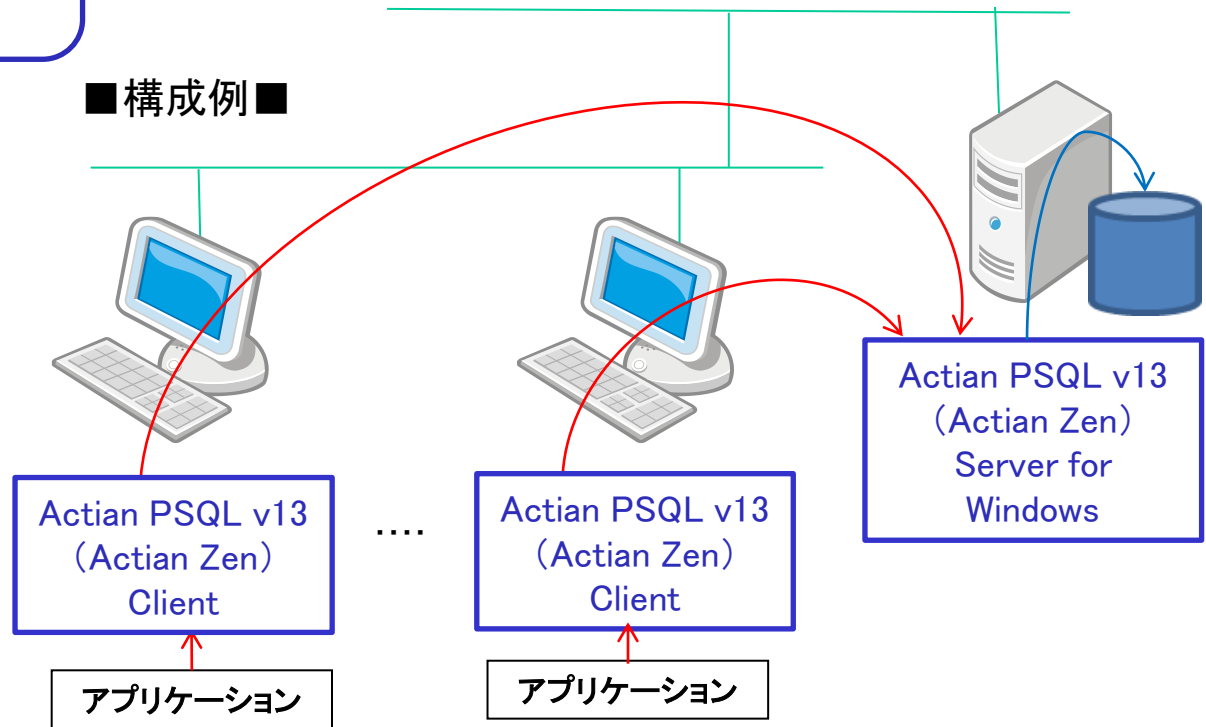 ■構成例■
Actian PSQL v13
（Actian Zen）
Server for
Windows
Actian PSQL v13
（Actian Zen）
Client
‥‥
Actian PSQL v13
（Actian Zen）
Client
アプリケーション
アプリケーション